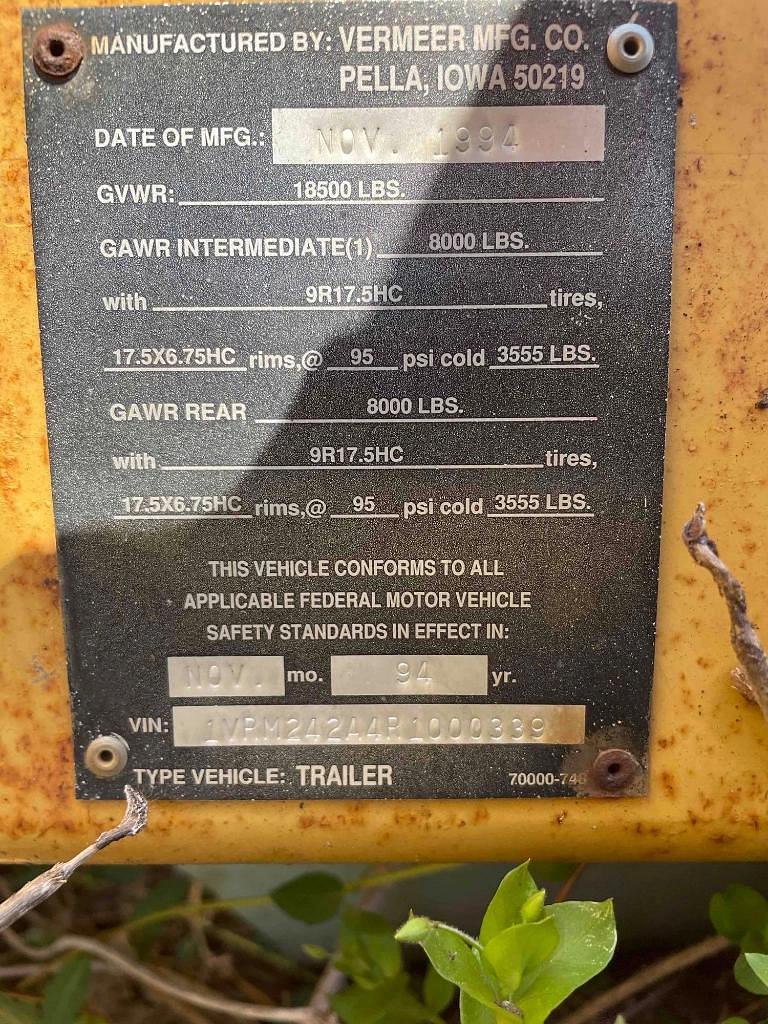 MANUFACTURED BY: VERMEER MFG. CO.
PELLA, IOWA 50219
DATE OF MFG.: NOV. 1994
GVWR: 18500 LBS.
GAWR INTERMEDIATE(1) 8000 LBS.
with 9R17.5HC tires,
17.5X6.75HC rims,@ 95 psi cold 3555 LBS.
GAWR REAR 8000 LBS.
with 9R17.5HC tires,
17.5X6.75HC rims,@ 95 psi cold 3555 LBS.
THIS VEHICLE CONFORMS TO ALL
APPLICABLE FEDERAL MOTOR VEHICLE
SAFETY STANDARDS IN EFFECT IN:
NOV. mo. 94 yr.
VIN: 1VRM242A4R1000339
TYPE VEHICLE: TRAILER